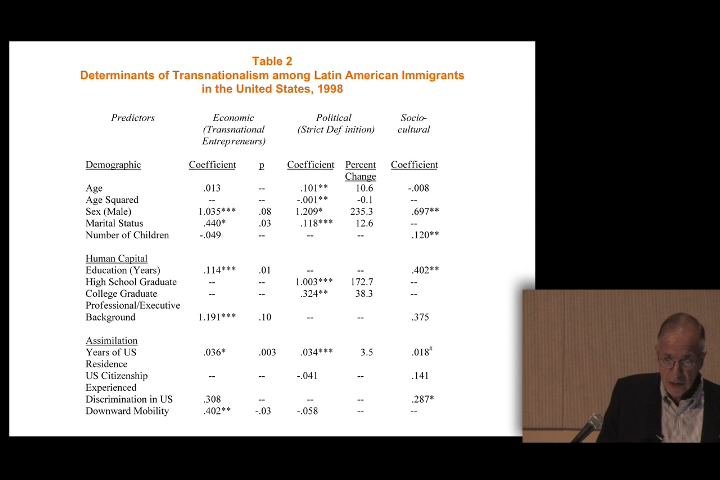 Table 2
Determinants of Transnationalism among Latin American Immigrants
in the United States, 1998
Predictors Economic Political Socio-
(Transnational (Strict Def inition) cultural
Entrepreneurs)
Demographic Coefficient p Coefficient Percent Coefficient
Change
Age .013 -- .101** 10.6 -.008
Age Squared -- -- -.001** -0.1 --
Sex (Male) 1.035*** .08 1.209* 235.3 .697**
Marital Status .440* .03 .118*** 12.6 --
Number of Children -.049 -- -- -- .120**
Human Capital
Education (Years) .114*** .01 -- -- .402**
High School Graduate -- -- 1.003*** 172.7 --
College Graduate -- -- .324** 38.3 --
Professional/Executive
Background 1.191*** .10 -- -- .375
Assimilation
Years of US .036* .003 .034*** 3.5 .018#
Residence
US Citizenship -- -- -.041 .141
Experienced
Discrimination in US .308 -- -- -- .287*
Downward Mobility .402** -.03 -.058 -- --